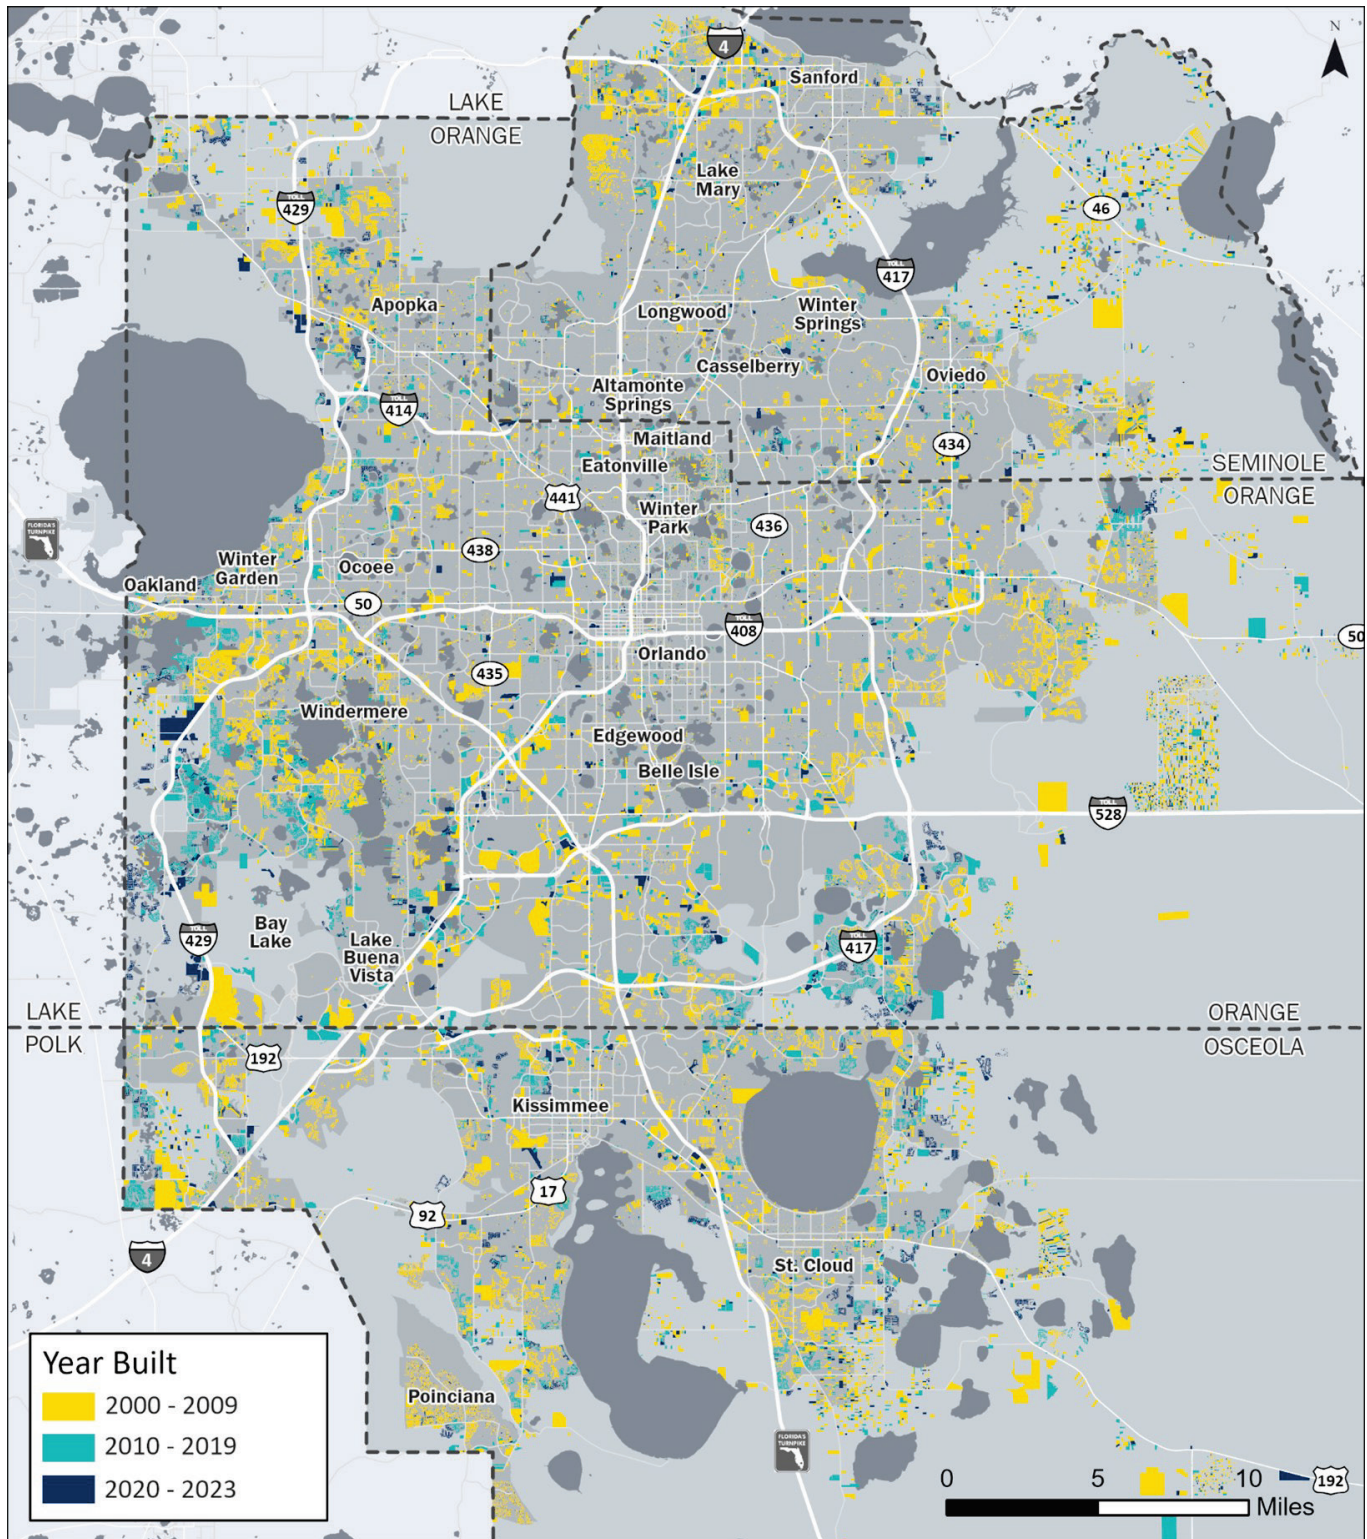 N
4
Sanford
LAKE
ORANGE
Lake
Mary
TOLL
429
46
TOLL
417
Apopka
Longwood
Winter
Springs
Casselberry
Oviedo
Altamonte
Springs
TOLL
414
Maitland
434
Eatonville
SEMINOLE
ORANGE
441
Winter
Park
436
FLORIDA'S
TURNPIKE
438
Winter
Garden
Ocoee
Oakland
50
408
TOLL
50
Orlando
435
Windermere
Edgewood
Belle Isle
TOLL
528
Bay
Lake
TOLL
429
Lake
Buena
Vista
TOLL
417
LAKE
POLK
ORANGE
OSCEOLA
192
Kissimmee
17
92
4
St. Cloud
Year Built
2000 - 2009
2010 - 2019
2020 - 2023
Poinciana
FLORIDA'S
TURNPIKE
0 5 10
Miles
192